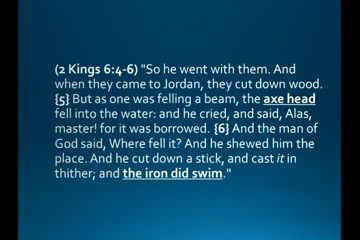 (2 Kings 6:4-6) "So he went with them. And
when they came to Jordan, they cut down wood.
{5} But as one was felling a beam, the axe head
fell into the water: and he cried, and said, Alas,
master! for it was borrowed. {6} And the man of
God said, Where fell it? And he shewed him the
place. And he cut down a stick, and cast it in
thither; and the iron did swim."